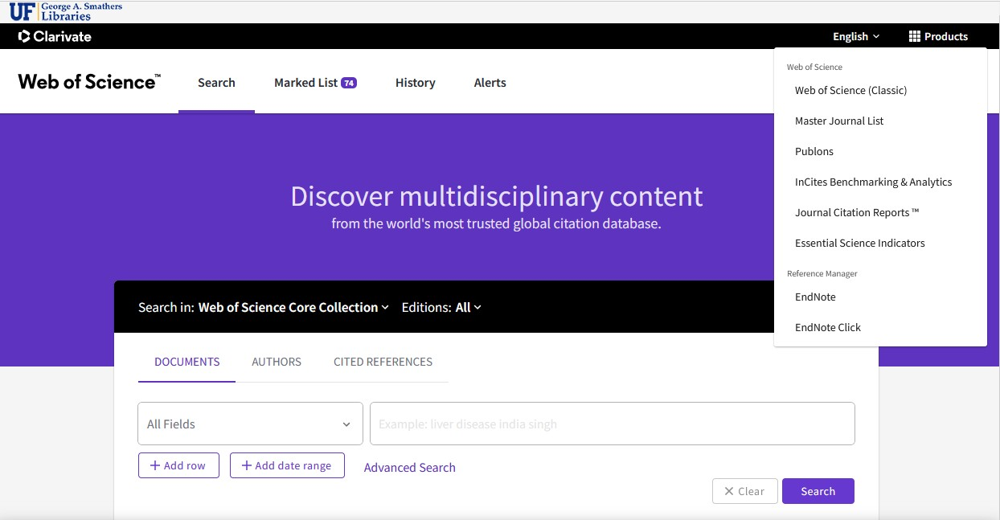 UF George A. Smathers
Libraries
Clarivate
English
Products
Web of Science™
Search
Marked List 74
History
Alerts
Web of Science
Web of Science (Classic)
Master Journal List
Publons
InCites Benchmarking & Analytics
Journal Citation Reports ™
Essential Science Indicators
Reference Manager
EndNote
EndNote Click
Discover multidisciplinary content
from the world's most trusted global citation database.
Search in: Web of Science Core Collection Editions: All
DOCUMENTS AUTHORS CITED REFERENCES
All Fields
Example: liver disease india singh
+ Add row
+ Add date range
Advanced Search
× Clear
Search